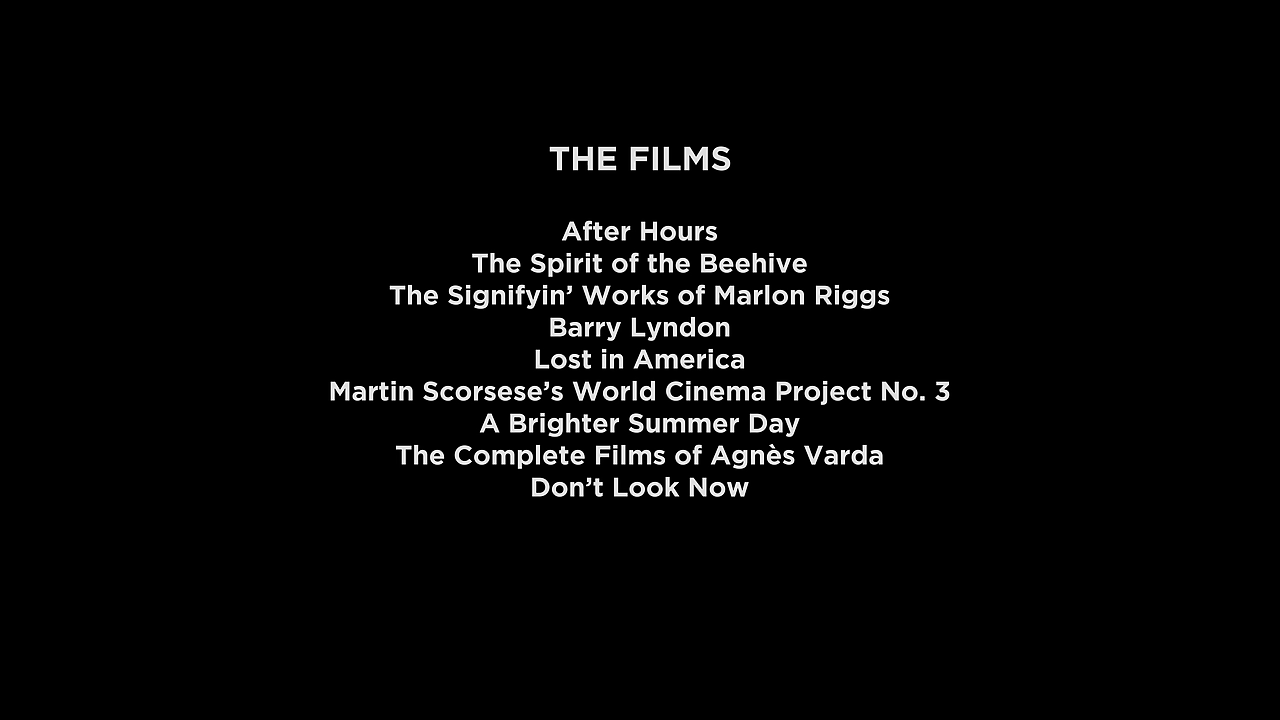 THE FILMS
After Hours
The Spirit of the Beehive
The Signifyin’ Works of Marlon Riggs
Barry Lyndon
Lost in America
Martin Scorsese’s World Cinema Project No. 3
A Brighter Summer Day
The Complete Films of Agnès Varda
Don’t Look Now